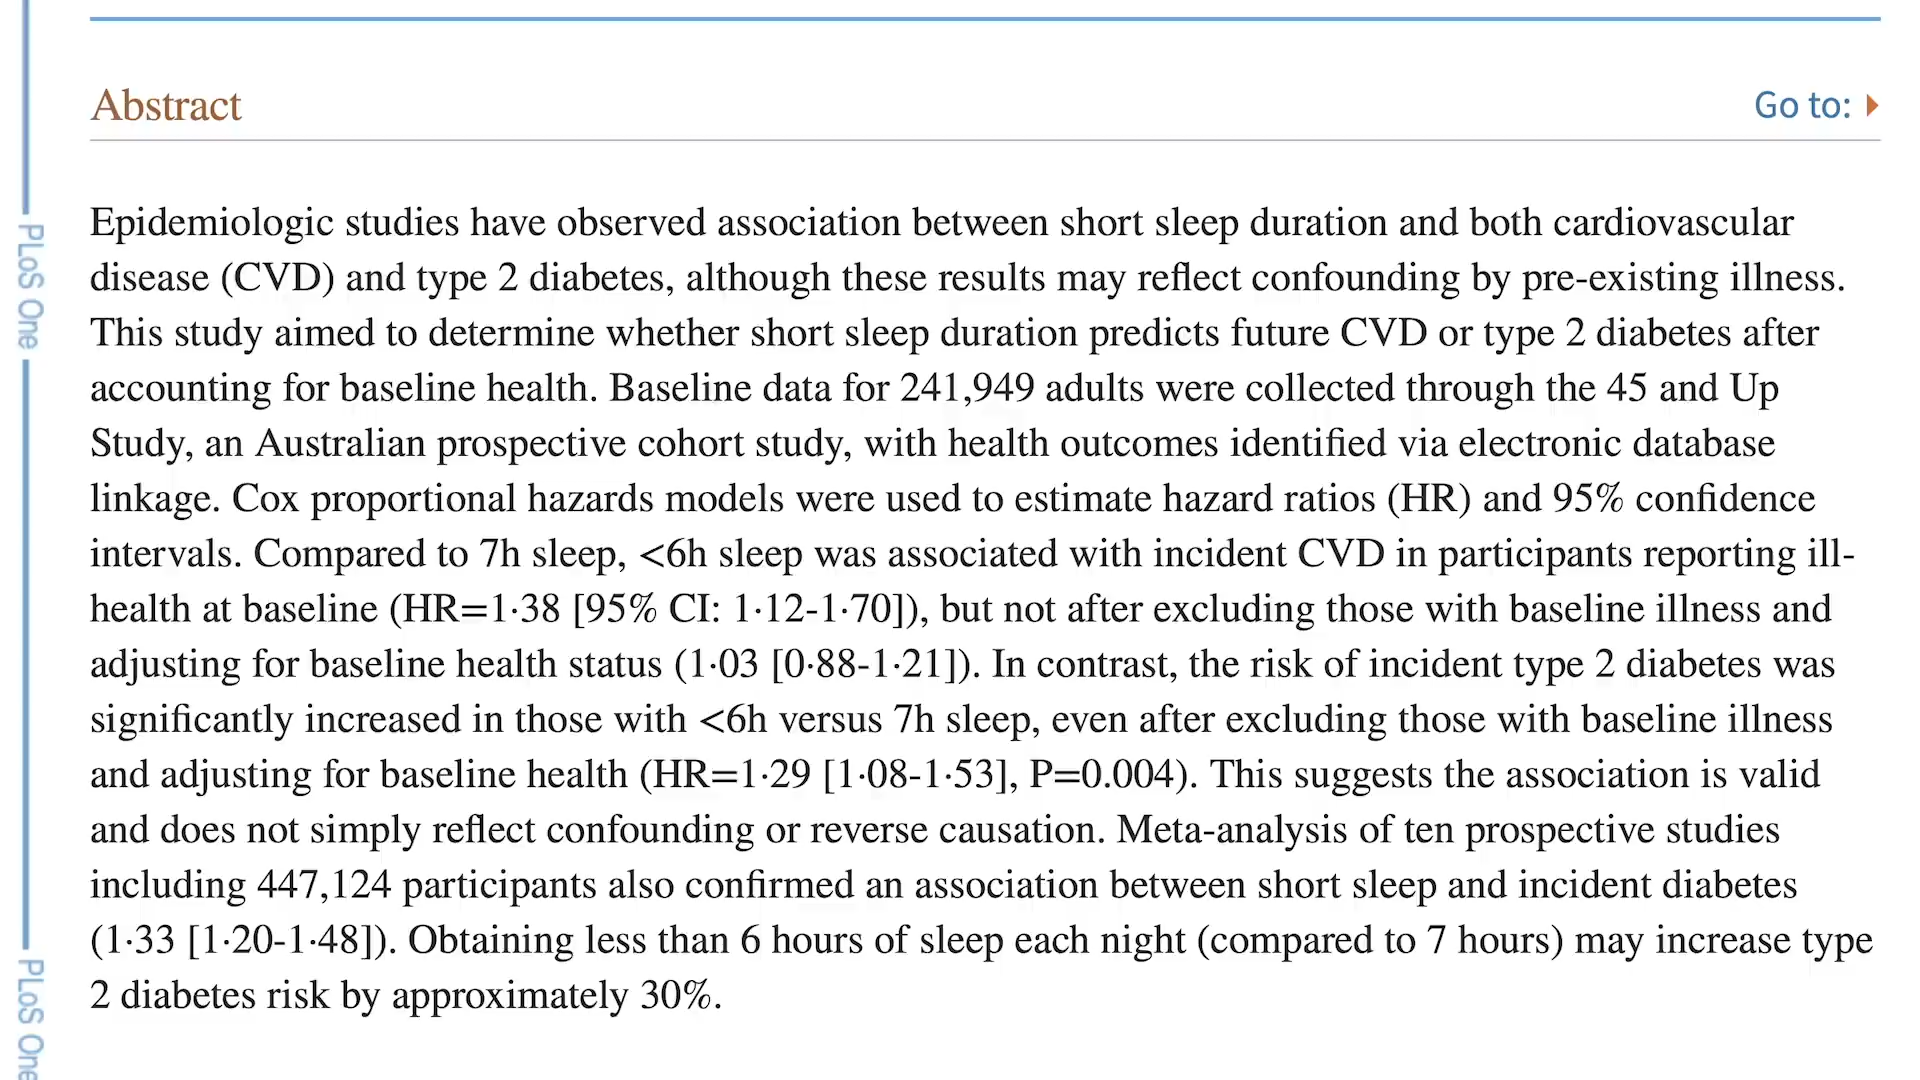 Abstract
Go to:
Epidemiologic studies have observed association between short sleep duration and both cardiovascular
disease (CVD) and type 2 diabetes, although these results may reflect confounding by pre-existing illness.
This study aimed to determine whether short sleep duration predicts future CVD or type 2 diabetes after
accounting for baseline health. Baseline data for 241,949 adults were collected through the 45 and Up
Study, an Australian prospective cohort study, with health outcomes identified via electronic database
linkage. Cox proportional hazards models were used to estimate hazard ratios (HR) and 95% confidence
intervals. Compared to 7h sleep, <6h sleep was associated with incident CVD in participants reporting ill-
health at baseline (HR=1·38 [95% CI: 1·12-1·70]), but not after excluding those with baseline illness and
adjusting for baseline health status (1·03 [0·88-1·21]). In contrast, the risk of incident type 2 diabetes was
significantly increased in those with <6h versus 7h sleep, even after excluding those with baseline illness
and adjusting for baseline health (HR=1·29 [1·08-1·53], P=0.004). This suggests the association is valid
and does not simply reflect confounding or reverse causation. Meta-analysis of ten prospective studies
including 447,124 participants also confirmed an association between short sleep and incident diabetes
(1·33 [1·20-1·48]). Obtaining less than 6 hours of sleep each night (compared to 7 hours) may increase type
2 diabetes risk by approximately 30%.
PLoS One
PLoS One